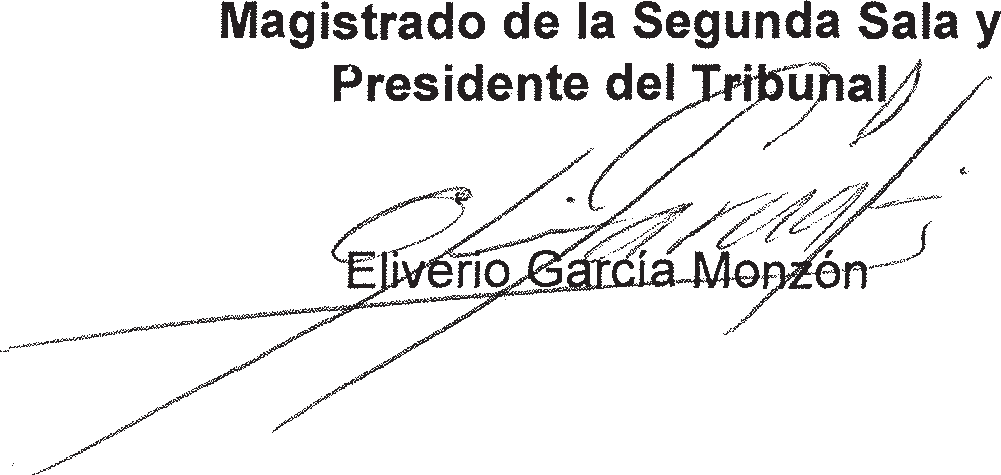 Magistrado de la Segunda Sala y
Presidente del Tribunal
Eliverio García Monzón